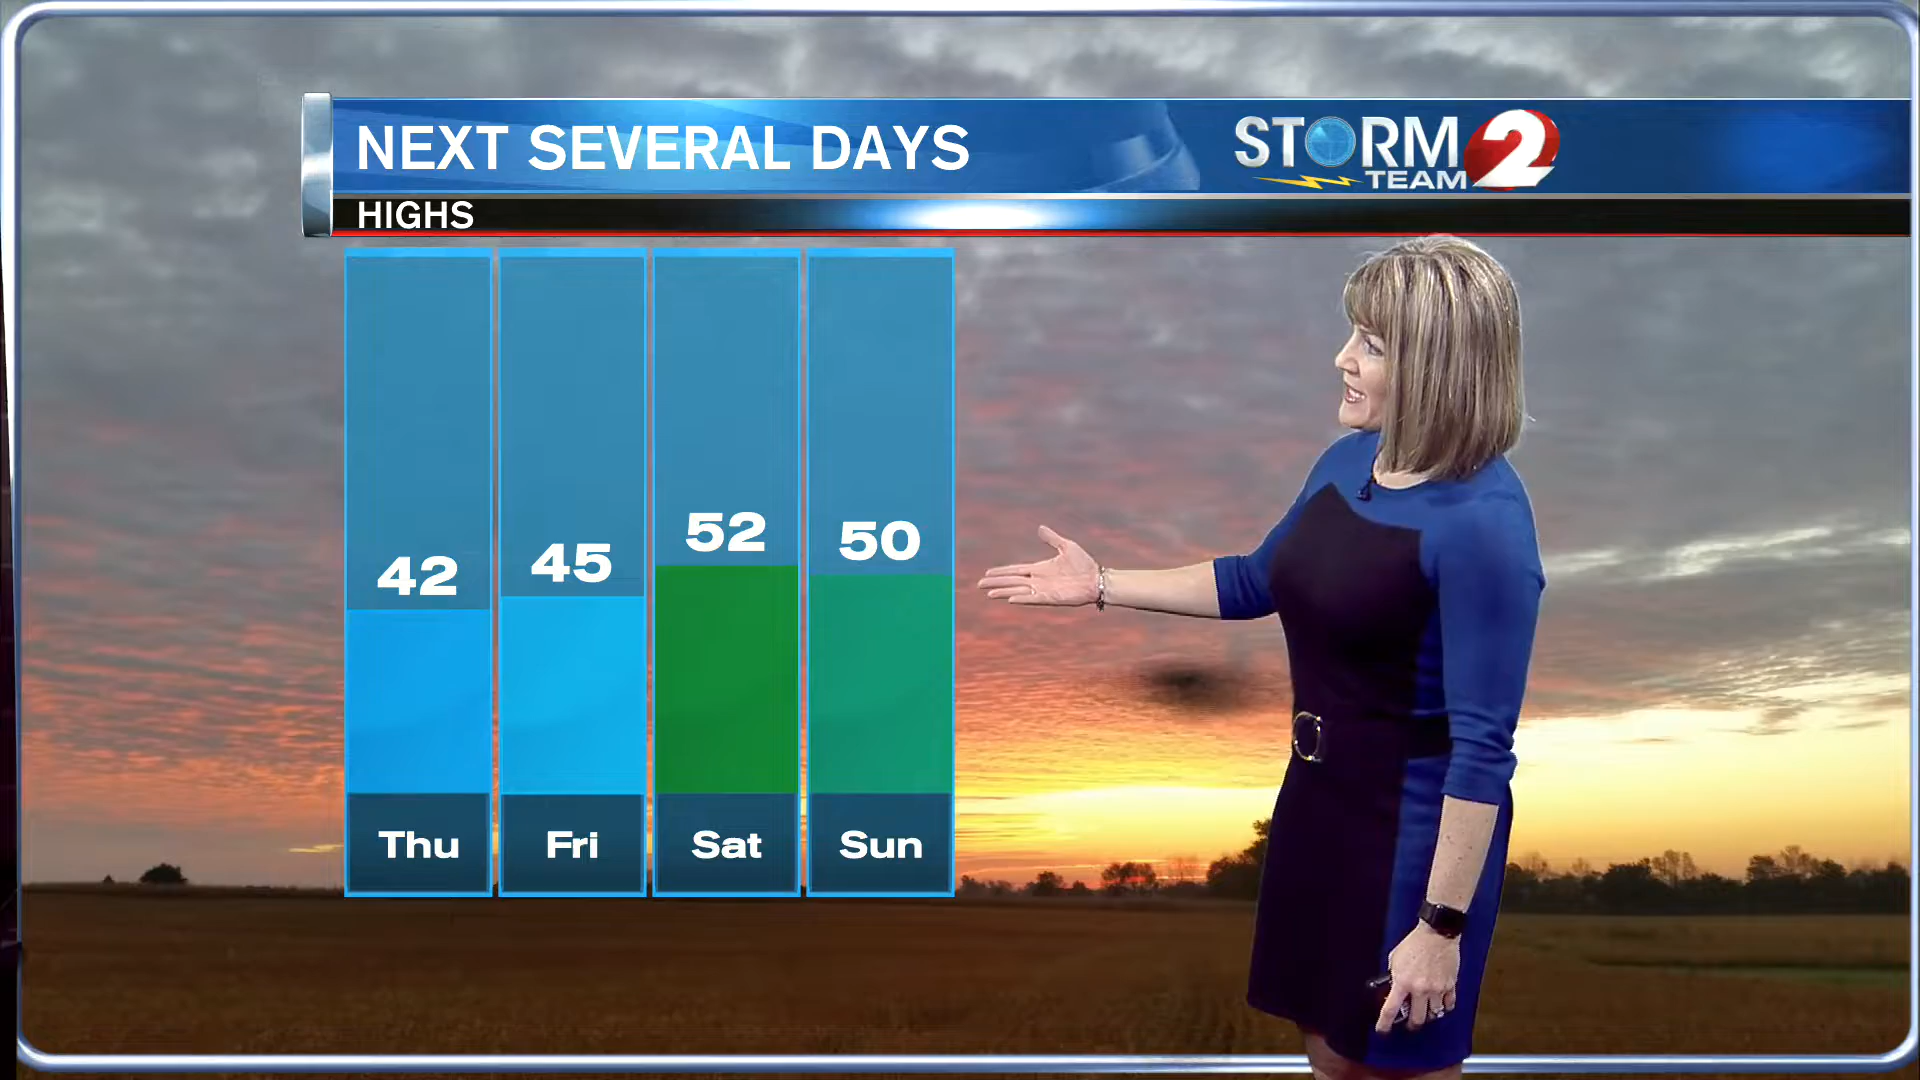 NEXT SEVERAL DAYS
STORM
TEAM 2
HIGHS
42 45 52 50
Thu Fri Sat Sun